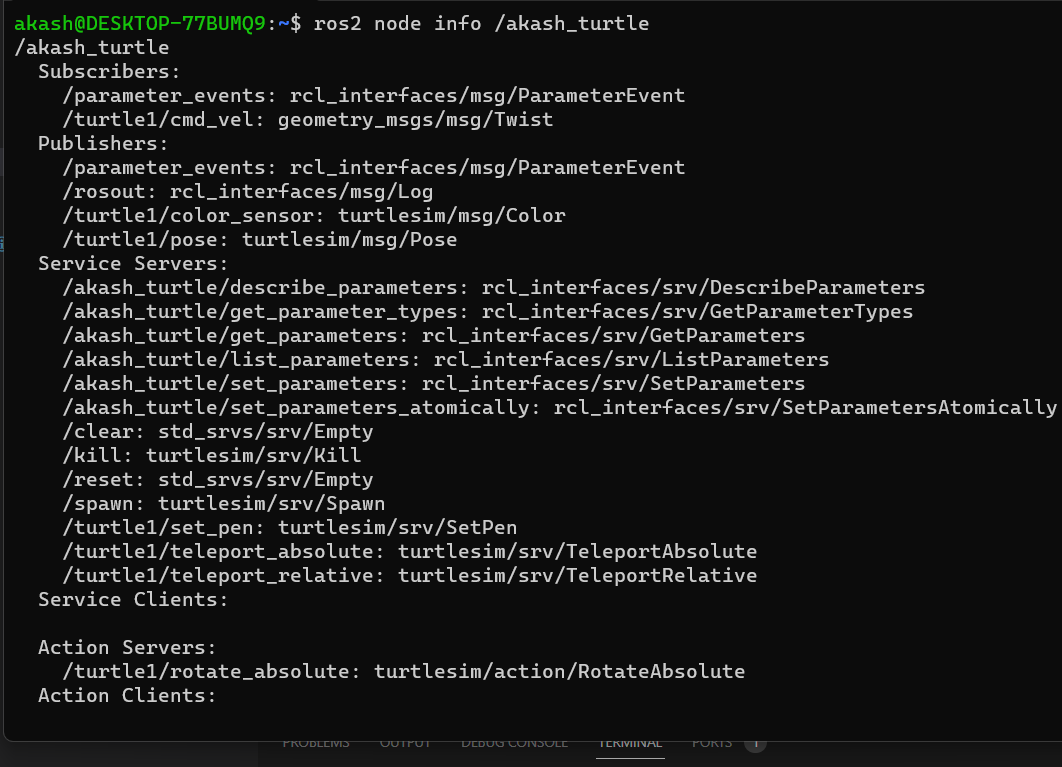 akash@DESKTOP-77BUMQ9:~$ ros2 node info /akash_turtle
/akash_turtle
  Subscribers:
    /parameter_events: rcl_interfaces/msg/ParameterEvent
    /turtle1/cmd_vel: geometry_msgs/msg/Twist
  Publishers:
    /parameter_events: rcl_interfaces/msg/ParameterEvent
    /rosout: rcl_interfaces/msg/Log
    /turtle1/color_sensor: turtlesim/msg/Color
    /turtle1/pose: turtlesim/msg/Pose
  Service Servers:
    /akash_turtle/describe_parameters: rcl_interfaces/srv/DescribeParameters
    /akash_turtle/get_parameter_types: rcl_interfaces/srv/GetParameterTypes
    /akash_turtle/get_parameters: rcl_interfaces/srv/GetParameters
    /akash_turtle/list_parameters: rcl_interfaces/srv/ListParameters
    /akash_turtle/set_parameters: rcl_interfaces/srv/SetParameters
    /akash_turtle/set_parameters_atomically: rcl_interfaces/srv/SetParametersAtomically
    /clear: std_srvs/srv/Empty
    /kill: turtlesim/srv/Kill
    /reset: std_srvs/srv/Empty
    /spawn: turtlesim/srv/Spawn
    /turtle1/set_pen: turtlesim/srv/SetPen
    /turtle1/teleport_absolute: turtlesim/srv/TeleportAbsolute
    /turtle1/teleport_relative: turtlesim/srv/TeleportRelative
  Service Clients:

  Action Servers:
    /turtle1/rotate_absolute: turtlesim/action/RotateAbsolute
  Action Clients:
PROBLEMS OUTPUT DEBUG CONSOLE TERMINAL PORTS 1